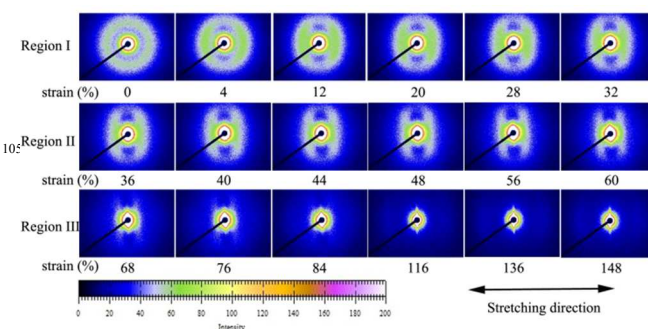 Region I
strain (%) 0 4 12 20 28 32
Region II
105
strain (%) 36 40 44 48 56 60
Region III
strain (%) 68 76 84 116 136 148
0 20 40 60 80 100 120 140 160 180 200
Intensity
Stretching direction